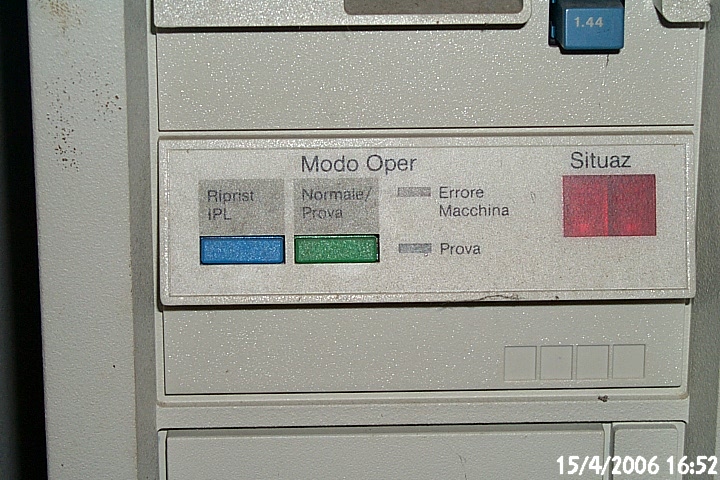 1.44
Modo Oper
Situaz
Riprist
IPL
Normale/
Prova
Errore
Macchina
Prova
15/4/2006 16:52